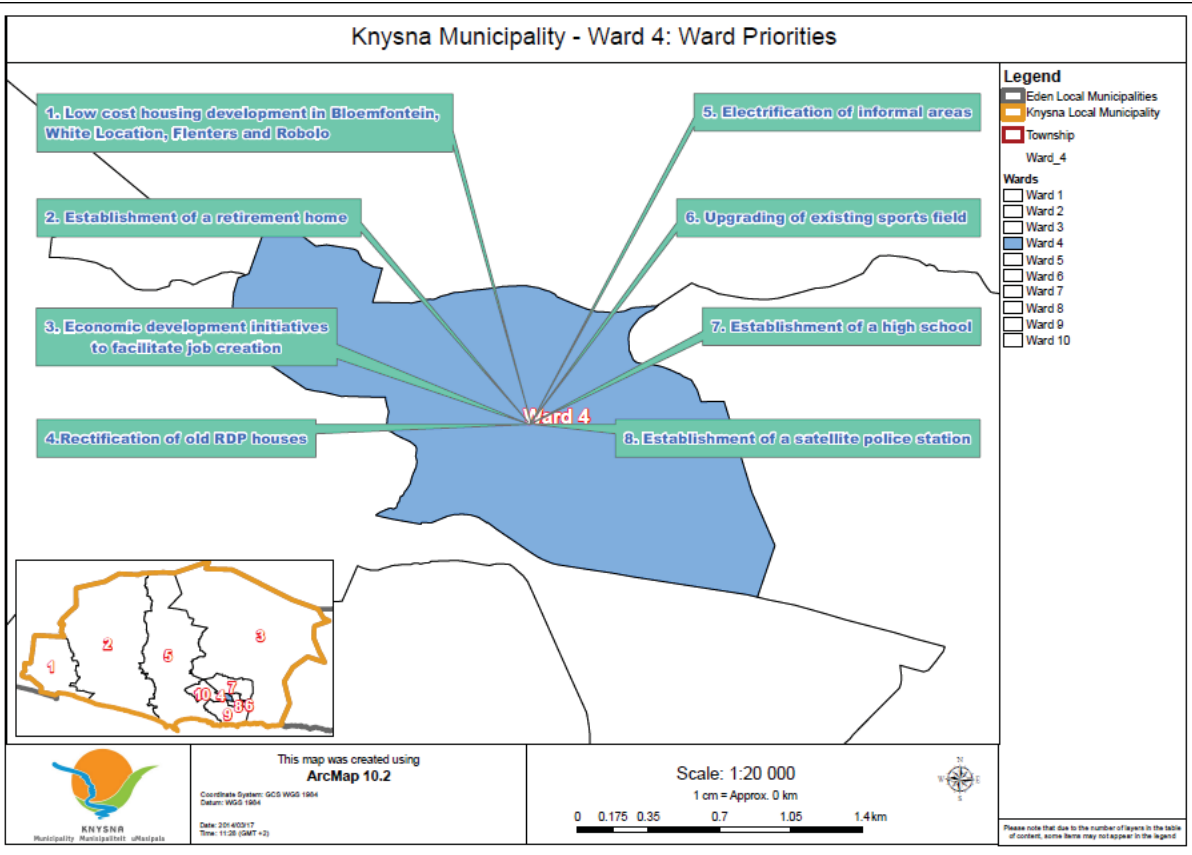 Knysna Municipality - Ward 4: Ward Priorities
1. Low cost housing development in Bloemfontein,
White Location, Flenters and Robolo
2. Establishment of a retirement home
3. Economic development initiatives
to facilitate job creation
4.Rectification of old RDP houses
5. Electrification of informal areas
6. Upgrading of existing sports field
7. Establishment of a high school
8. Establishment of a satellite police station
Ward 4
Legend
Eden Local Municipalities
Knysna Local Municipality
Township
Ward_4
Wards
Ward 1
Ward 2
Ward 3
Ward 4
Ward 5
Ward 6
Ward 7
Ward 8
Ward 9
Ward 10
1
2
5
3
10
4
7
8
6
9
KNYSNA
Municipality Munisipaliteit uMasipala
This map was created using
ArcMap 10.2
Coordinate System: GCS WGS 1984
Datum: WGS 1984
Date: 2014/03/17
Time: 11:28 (GMT +2)
Scale: 1:20 000
1 cm = Approx. 0 km
0 0.175 0.35 0.7 1.05 1.4 km
N
W E
S
Please note that due to the number of layers in the table
of content, some items may not appear in the legend